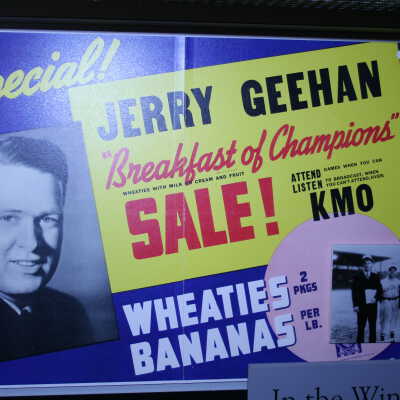 Special!
JERRY GEEHAN
"Breakfast of Champions"
WHEATIES WITH MILK OR CREAM AND FRUIT
SALE!
ATTEND GAMES WHEN YOU CAN
LISTEN TO BROADCAST, WHEN YOU CAN'T ATTEND, OVER
KMO
WHEATIES 2 PKGS
BANANAS PER LB.
In the Win